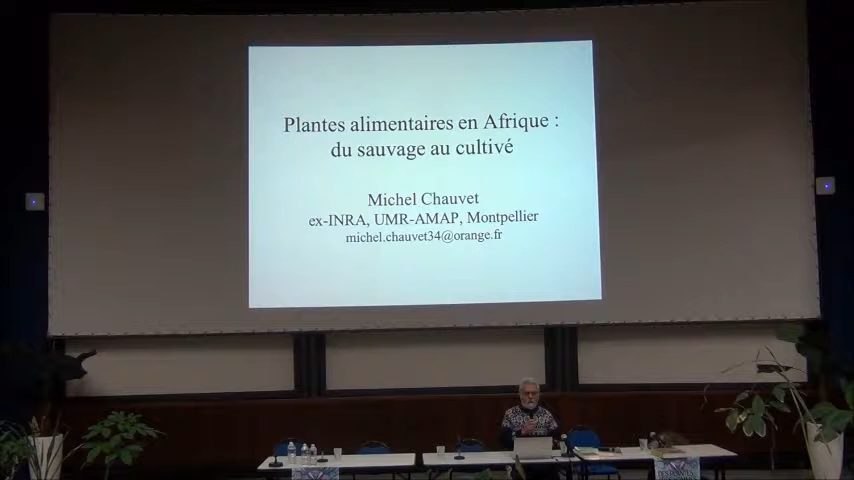 Plantes alimentaires en Afrique :
du sauvage au cultivé
Michel Chauvet
ex-INRA, UMR-AMAP, Montpellier
michel.chauvet34@orange.fr